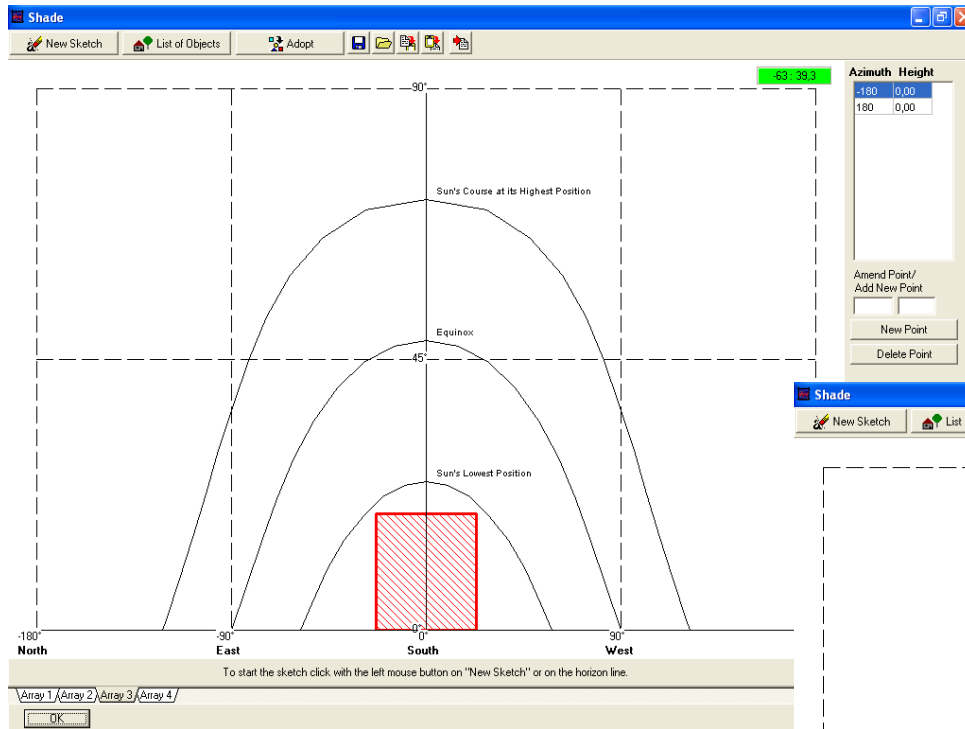 Shade
New Sketch List of Objects Adopt
-63 : 39,3
Azimuth Height
-180 0,00
180 0,00
90°
Sun's Course at its Highest Position
Amend Point/
Add New Point
New Point
Equinox
45°
Delete Point
Shade
New Sketch List
Sun's Lowest Position
-180° -90° 0° 0° 90°
North East South West
To start the sketch click with the left mouse button on "New Sketch" or on the horizon line.
Array 1 Array 2 Array 3 Array 4
OK